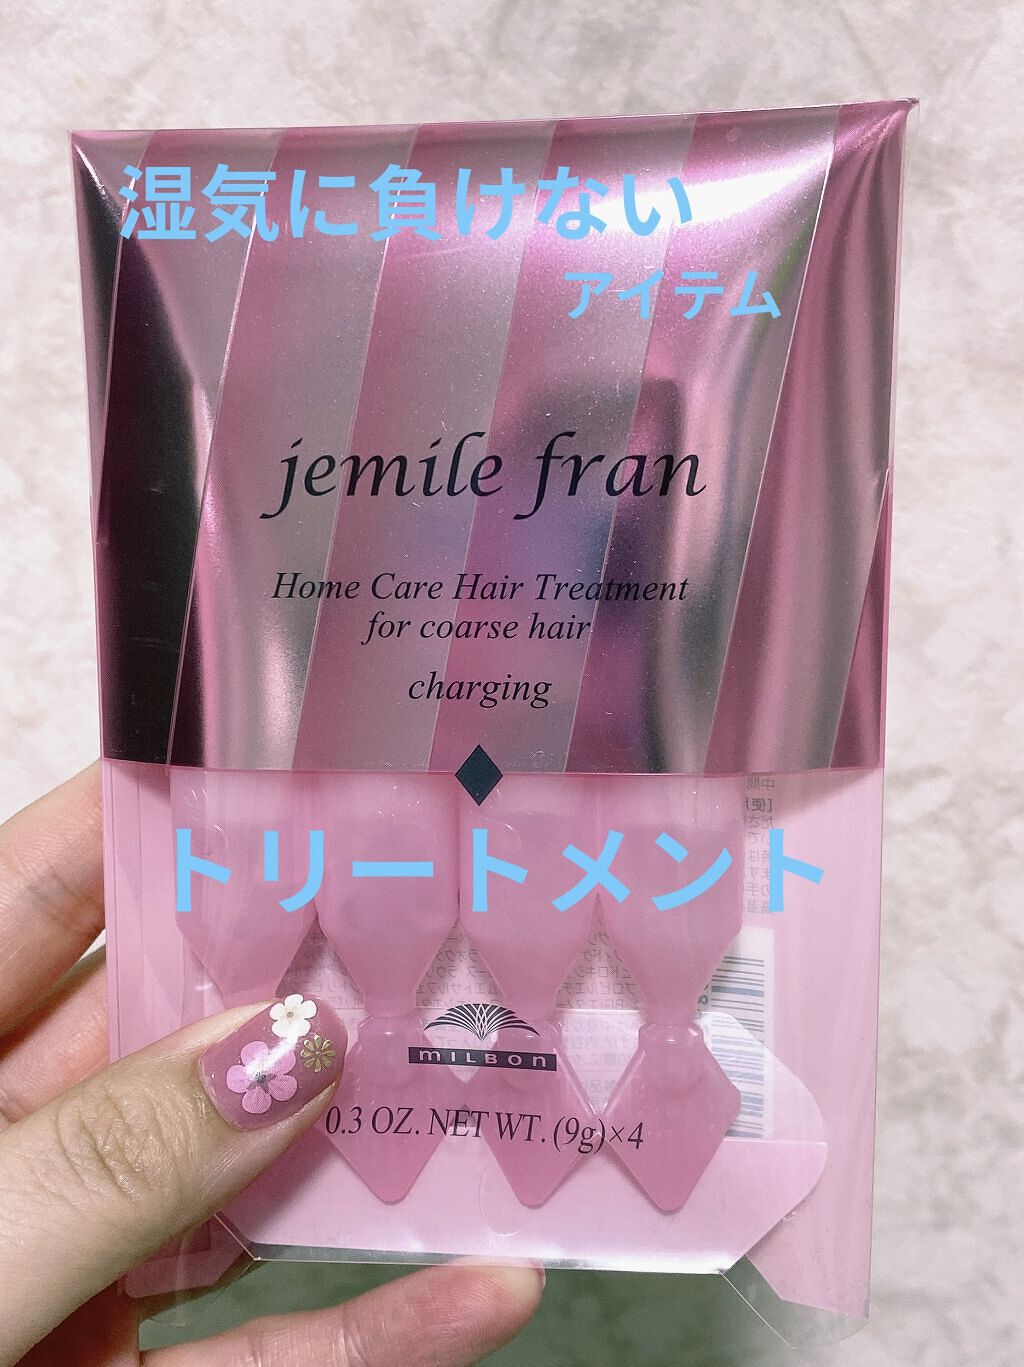 湿気に負けない
アイテム
jemile fran
Home Care Hair Treatment
for coarse hair
charging
トリートメント
MILBON
0.3 OZ. NET WT. (9g)×4